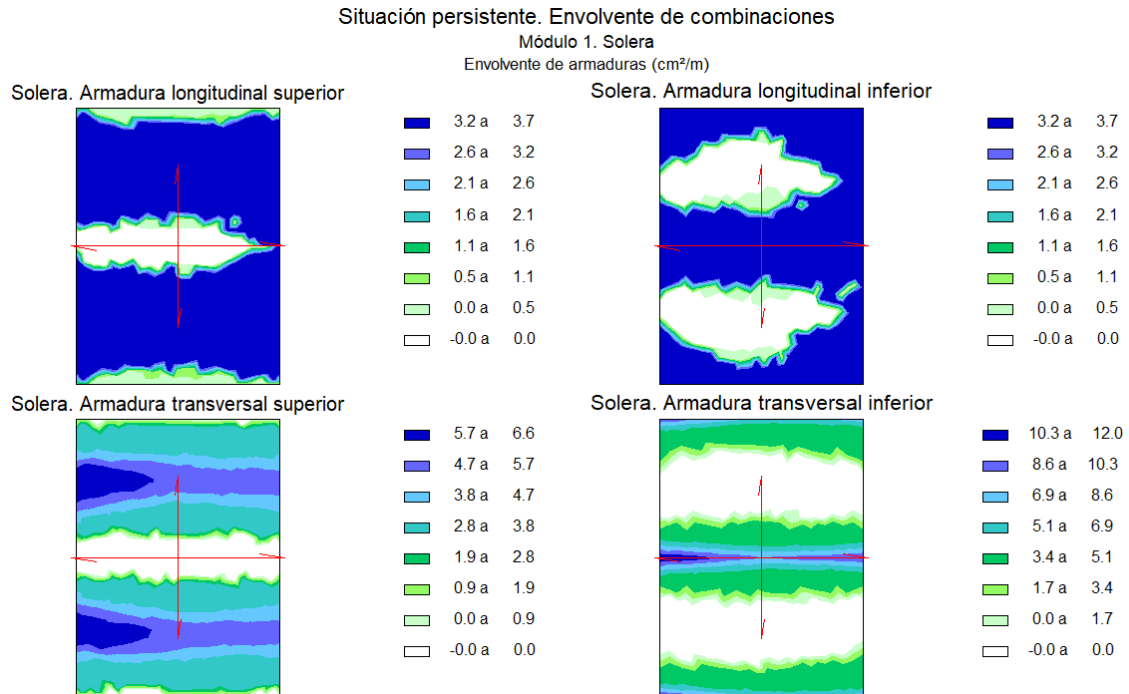 Situación persistente. Envolvente de combinaciones
Módulo 1. Solera
Envolvente de armaduras (cm²/m)
Solera. Armadura longitudinal superior
3.2 a 3.7
2.6 a 3.2
2.1 a 2.6
1.6 a 2.1
1.1 a 1.6
0.5 a 1.1
0.0 a 0.5
-0.0 a 0.0
Solera. Armadura longitudinal inferior
3.2 a 3.7
2.6 a 3.2
2.1 a 2.6
1.6 a 2.1
1.1 a 1.6
0.5 a 1.1
0.0 a 0.5
-0.0 a 0.0
Solera. Armadura transversal superior
5.7 a 6.6
4.7 a 5.7
3.8 a 4.7
2.8 a 3.8
1.9 a 2.8
0.9 a 1.9
0.0 a 0.9
-0.0 a 0.0
Solera. Armadura transversal inferior
10.3 a 12.0
8.6 a 10.3
6.9 a 8.6
5.1 a 6.9
3.4 a 5.1
1.7 a 3.4
0.0 a 1.7
-0.0 a 0.0